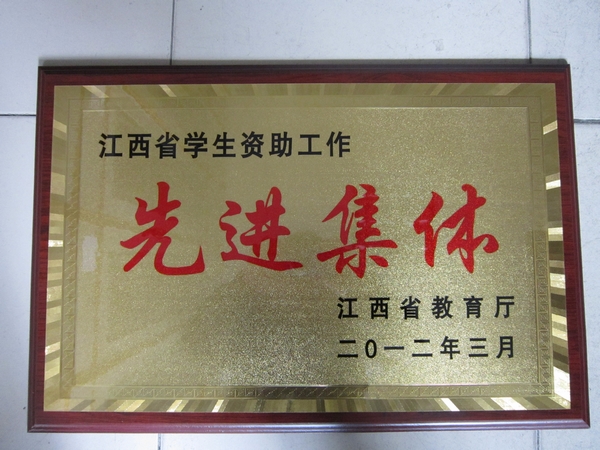 江西省学生资助工作
先进集体
江西省教育厅
二0一二年三月